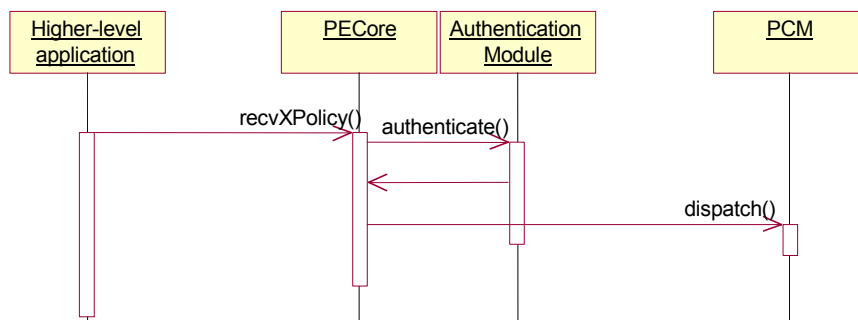 Higher-level
application
PECore
Authentication
Module
PCM
recvXPolicy()
authenticate()
dispatch()